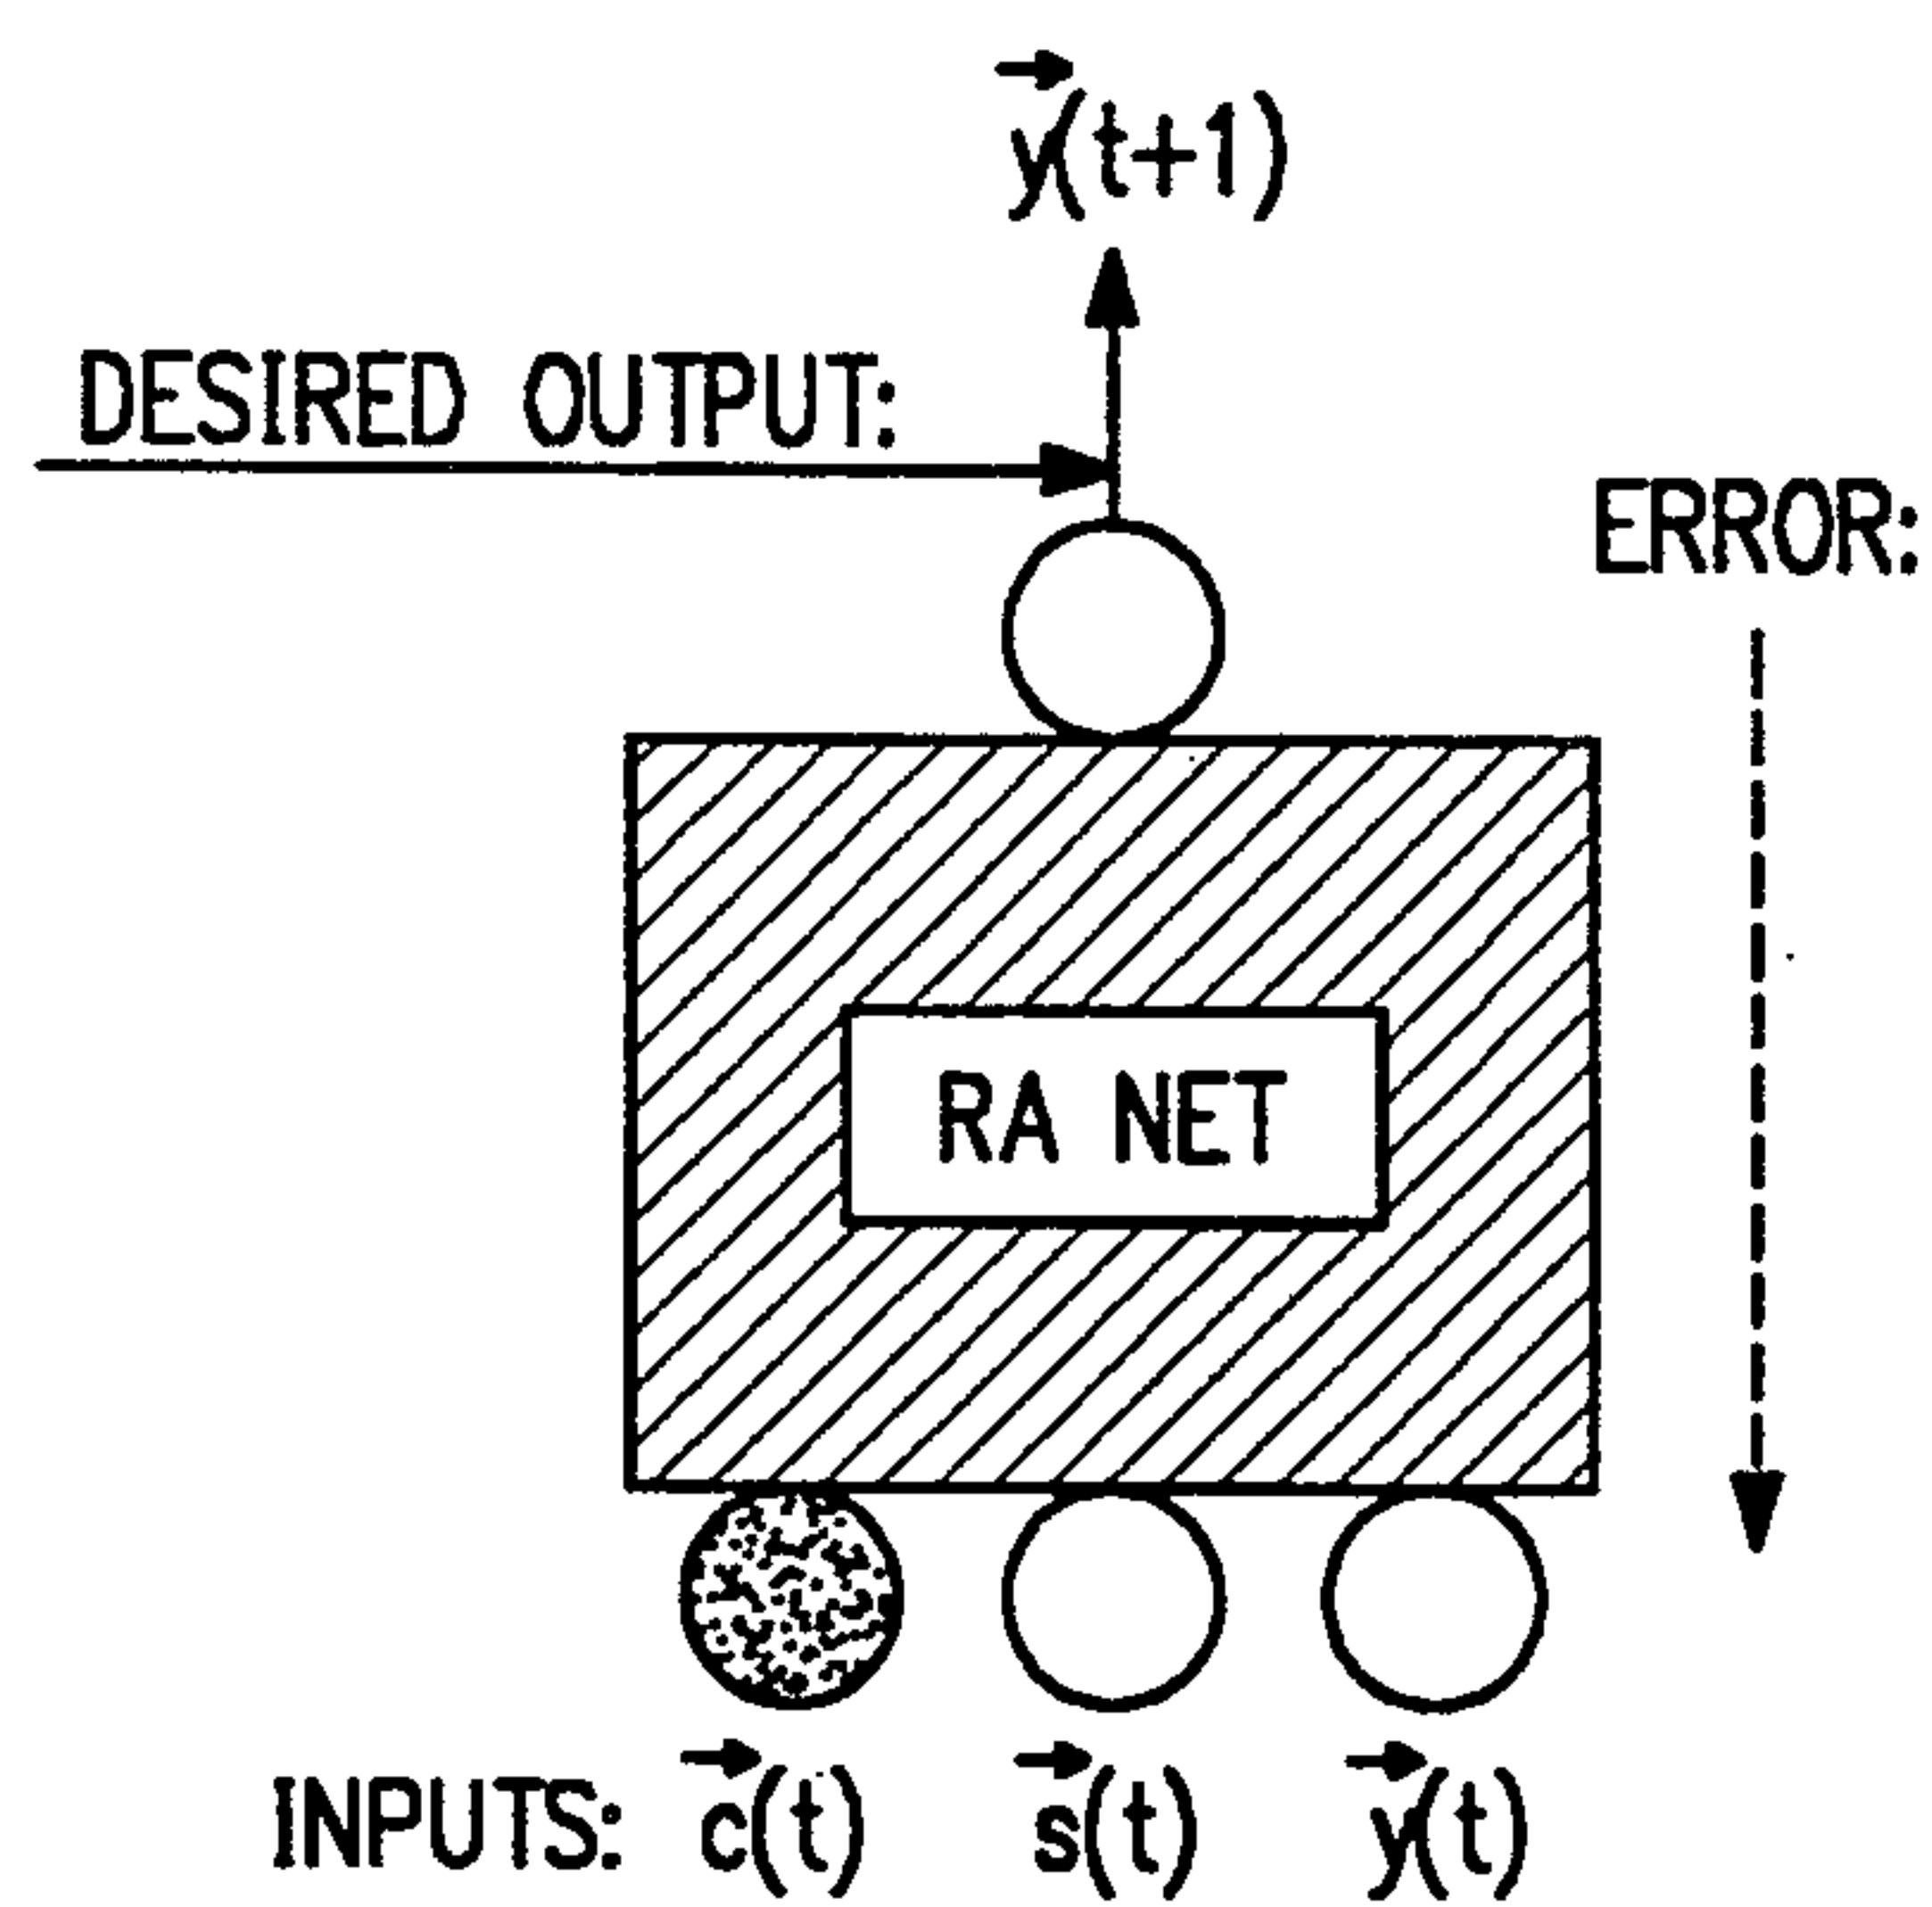 y(t+1)
DESIRED OUTPUT:
ERROR:
RA NET
INPUTS: c(t) s(t) y(t)